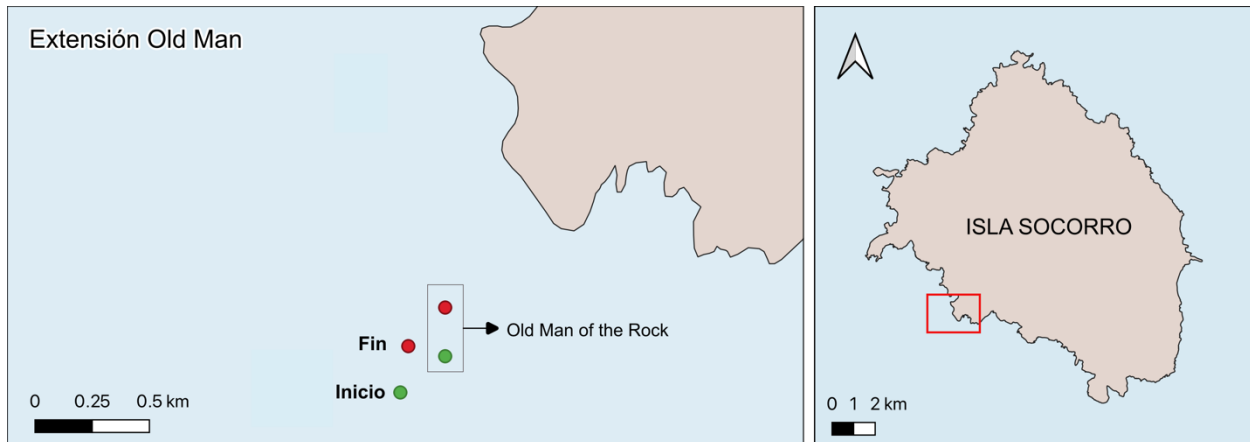 Extensión Old Man
Old Man of the Rock
Fin
Inicio
0 0.25 0.5 km
ISLA SOCORRO
0 1 2 km